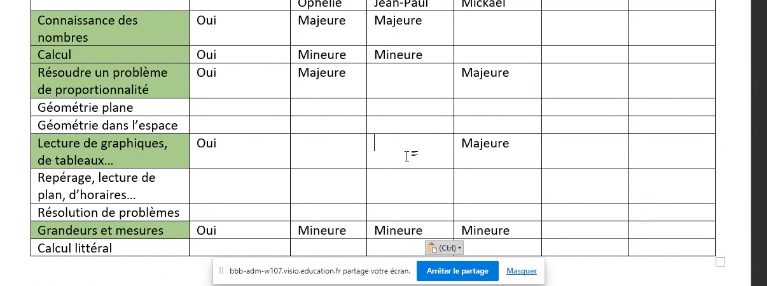 Ophélie Jean-Paul Mickaël
Connaissance des
nombres Oui Majeure Majeure
Calcul Oui Mineure Mineure
Résoudre un problème
de proportionnalité Oui Majeure Majeure
Géométrie plane
Géométrie dans l'espace
Lecture de graphiques,
de tableaux... Oui Majeure
Repérage, lecture de
plan, d'horaires...
Résolution de problèmes
Grandeurs et mesures Oui Mineure Mineure Mineure
Calcul littéral
(Ctrl)
bbb-adm-w107.visio.education.fr partage votre écran. Arrêter le partage Masquer